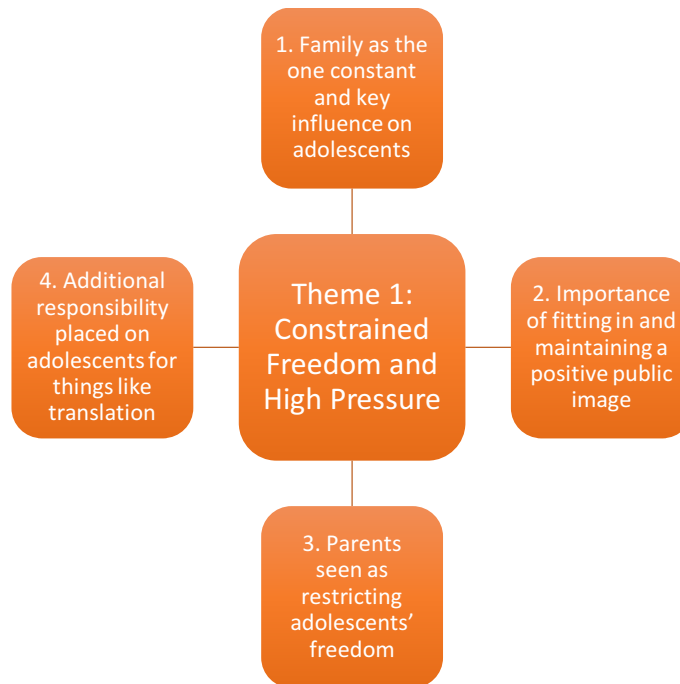 1. Family as the
one constant
and key
influence on
adolescents
4. Additional
responsibility
placed on
adolescents for
things like
translation
Theme 1:
Constrained
Freedom and
High Pressure
2. Importance
of fitting in and
maintaining a
positive public
image
3. Parents
seen as
restricting
adolescents’
freedom